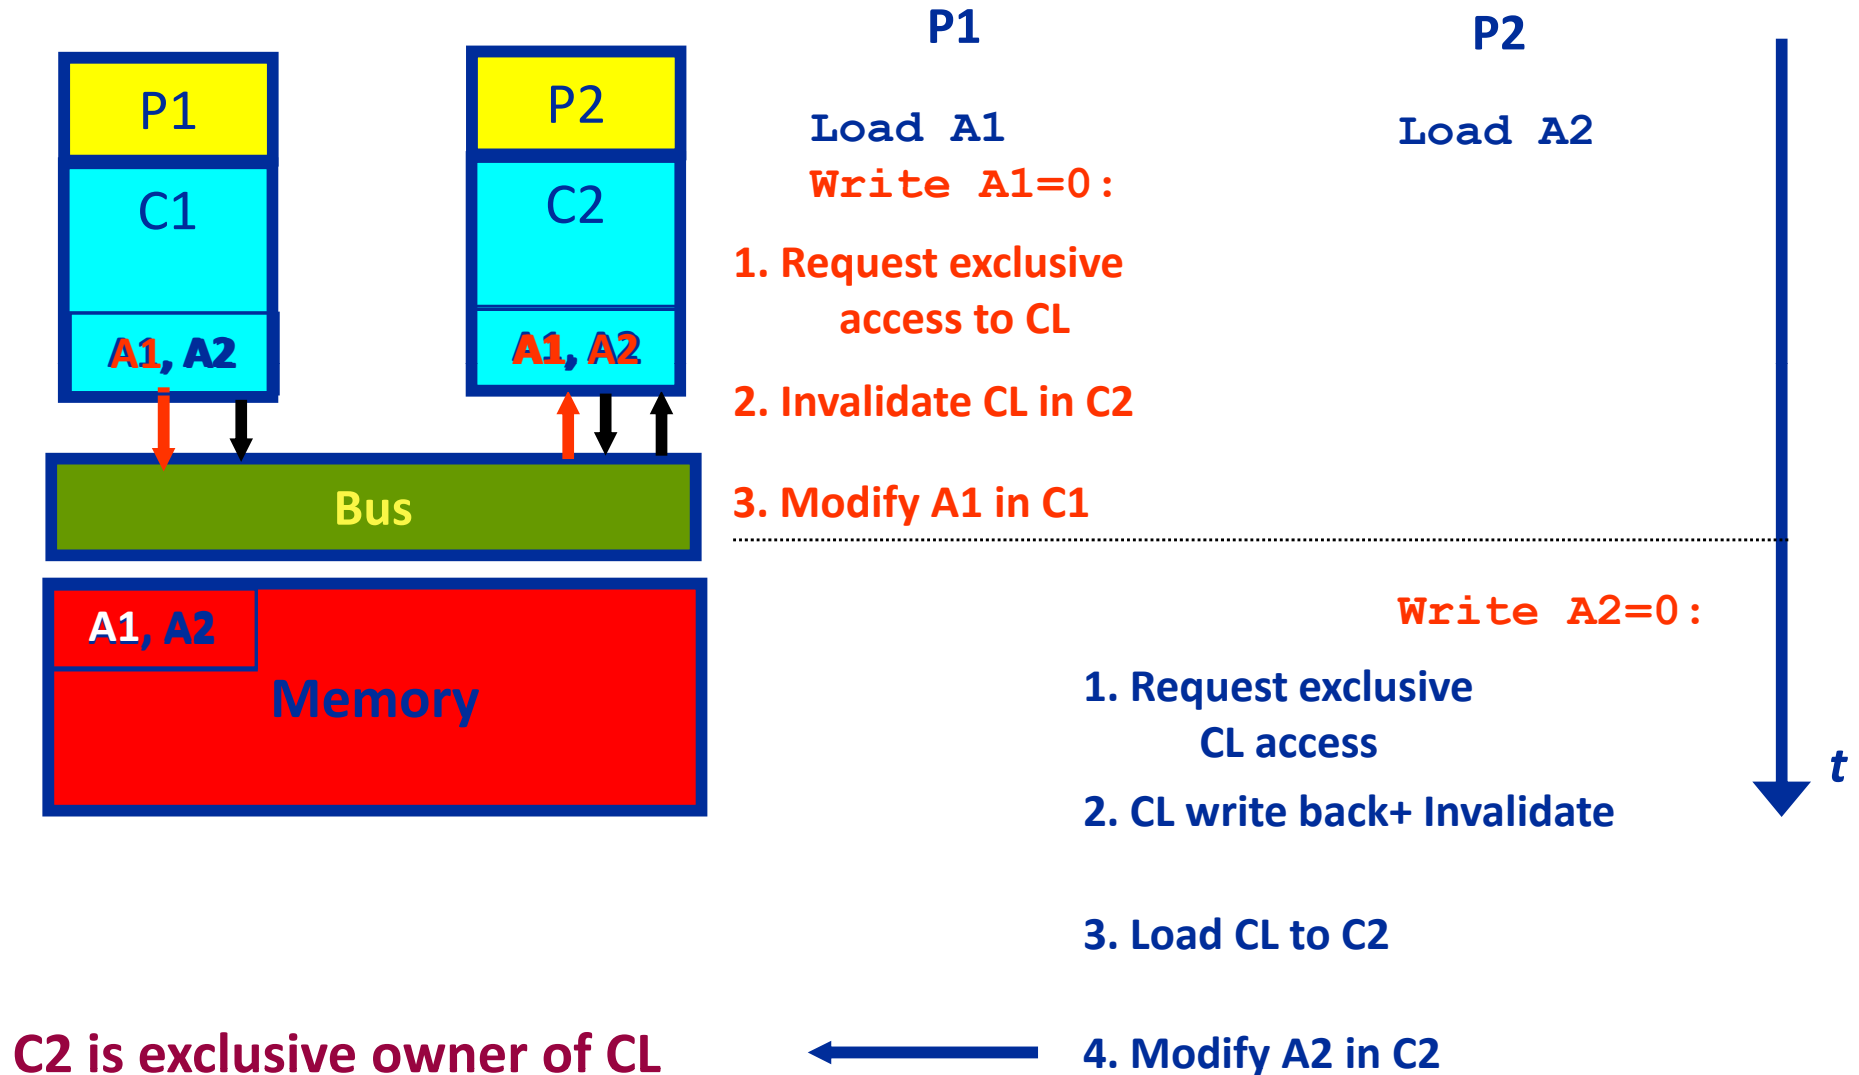 P1
C1
A1, A2
P2
C2
A1, A2
Bus
A1, A2
Memory
P1
P2
Load A1
Load A2
Write A1=0:
1. Request exclusive
access to CL
2. Invalidate CL in C2
3. Modify A1 in C1
Write A2=0:
1. Request exclusive
CL access
2. CL write back+ Invalidate
3. Load CL to C2
4. Modify A2 in C2
t
C2 is exclusive owner of CL